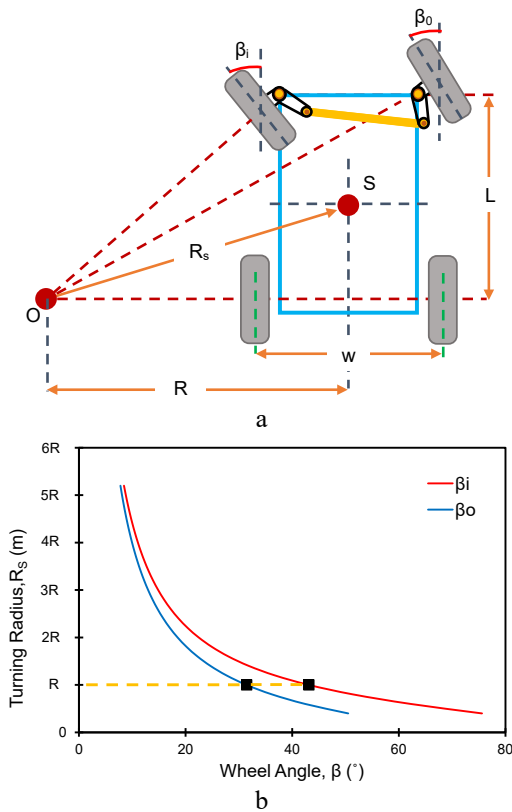 βi
β0
S
L
Rs
O
w
R
a
6R
5R
4R
3R
2R
R
0
Turning Radius,RS (m)
βi
βo
0 20 40 60 80
Wheel Angle, β (˚)
b